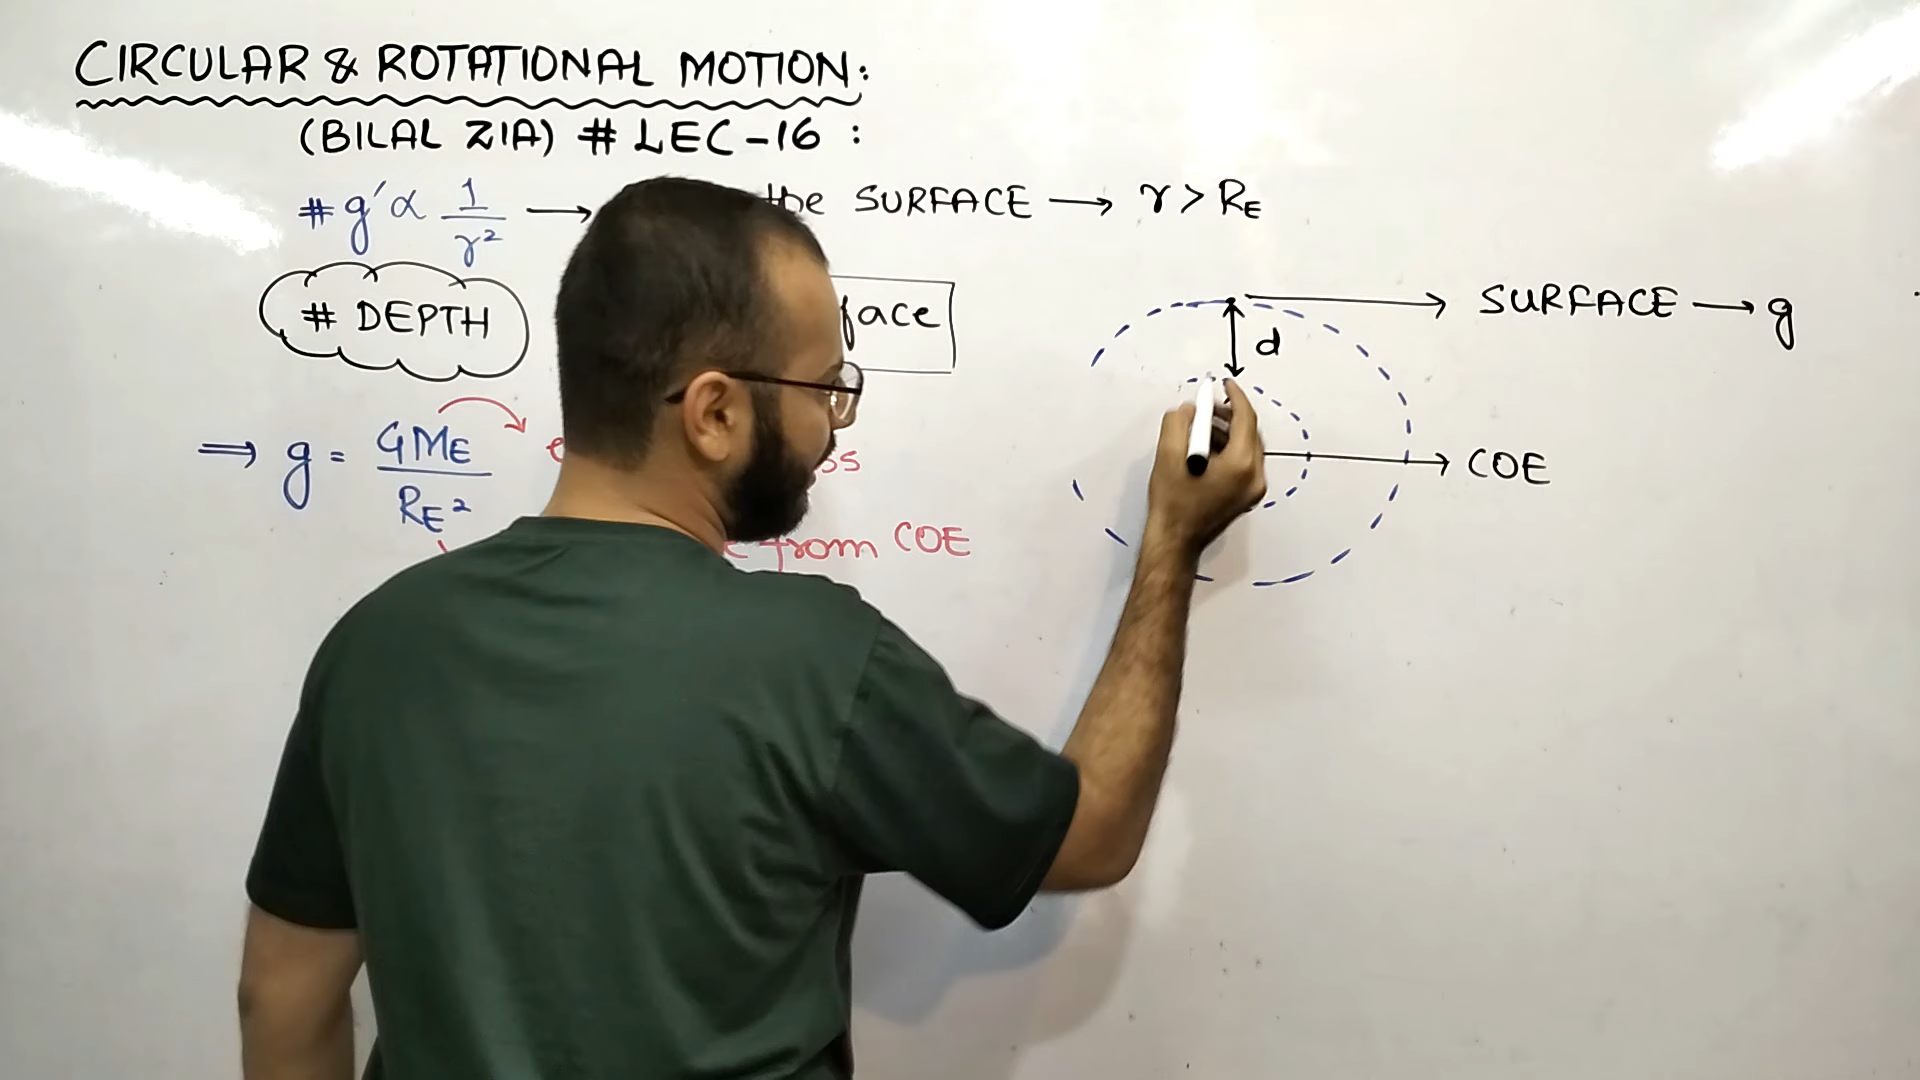 CIRCULAR & ROTATIONAL MOTION:
(BILAL ZIA) # LEC-16 :
# g' ∝ 1/r² → the SURFACE → r > RE
# DEPTH face
SURFACE → g
d
⇒ g = GME/RE²
COE
from COE